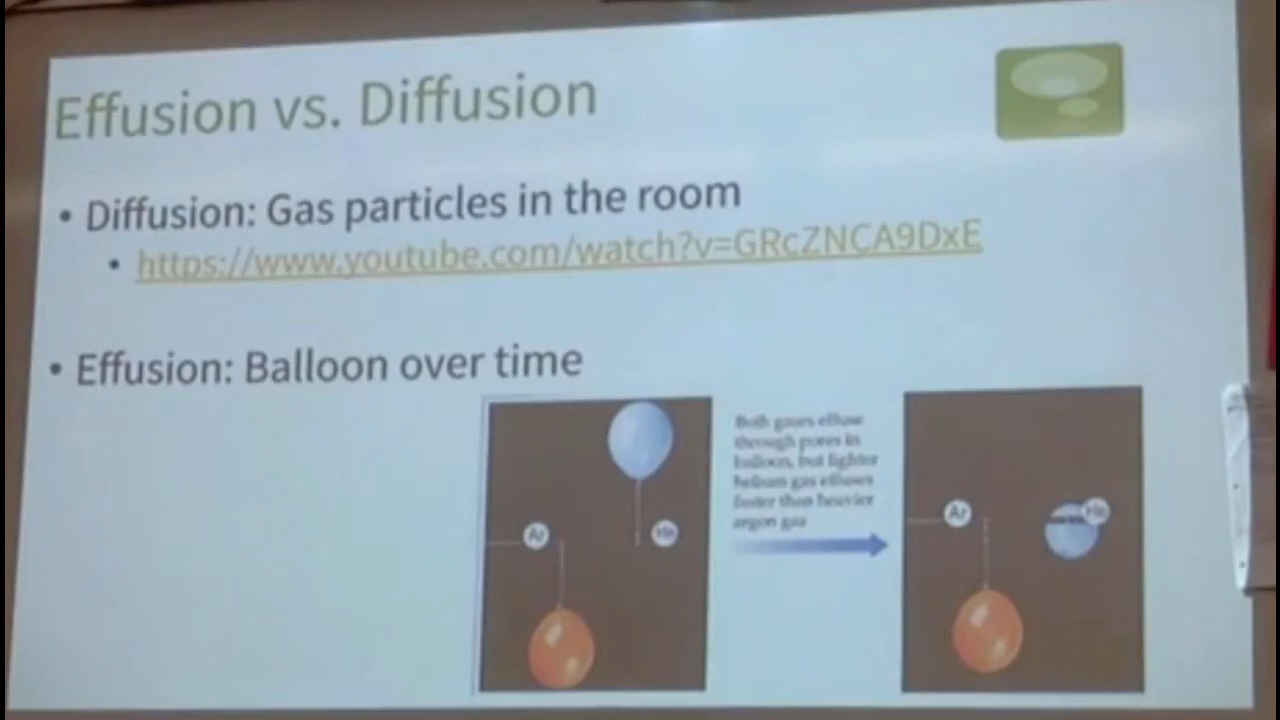 Effusion vs. Diffusion
• Diffusion: Gas particles in the room
• https://www.youtube.com/watch?v=GRcZNCA9DxE
• Effusion: Balloon over time
Both gases effuse
through pores in
balloon, but lighter
helium gas effuses
faster than heavier
argon gas
Ar
He
Ar
He